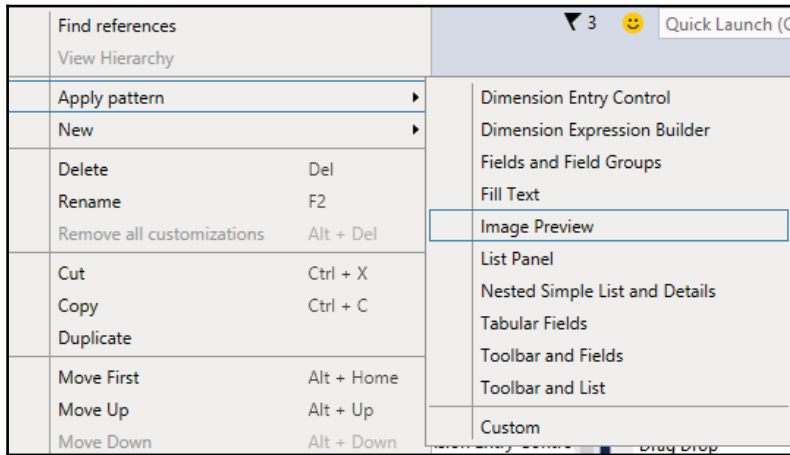 Find references
View Hierarchy
Apply pattern
New
Delete Del
Rename F2
Remove all customizations Alt + Del
Cut Ctrl + X
Copy Ctrl + C
Duplicate
Move First Alt + Home
Move Up Alt + Up
Move Down Alt + Down
3
Quick Launch (C
Dimension Entry Control
Dimension Expression Builder
Fields and Field Groups
Fill Text
Image Preview
List Panel
Nested Simple List and Details
Tabular Fields
Toolbar and Fields
Toolbar and List
Custom